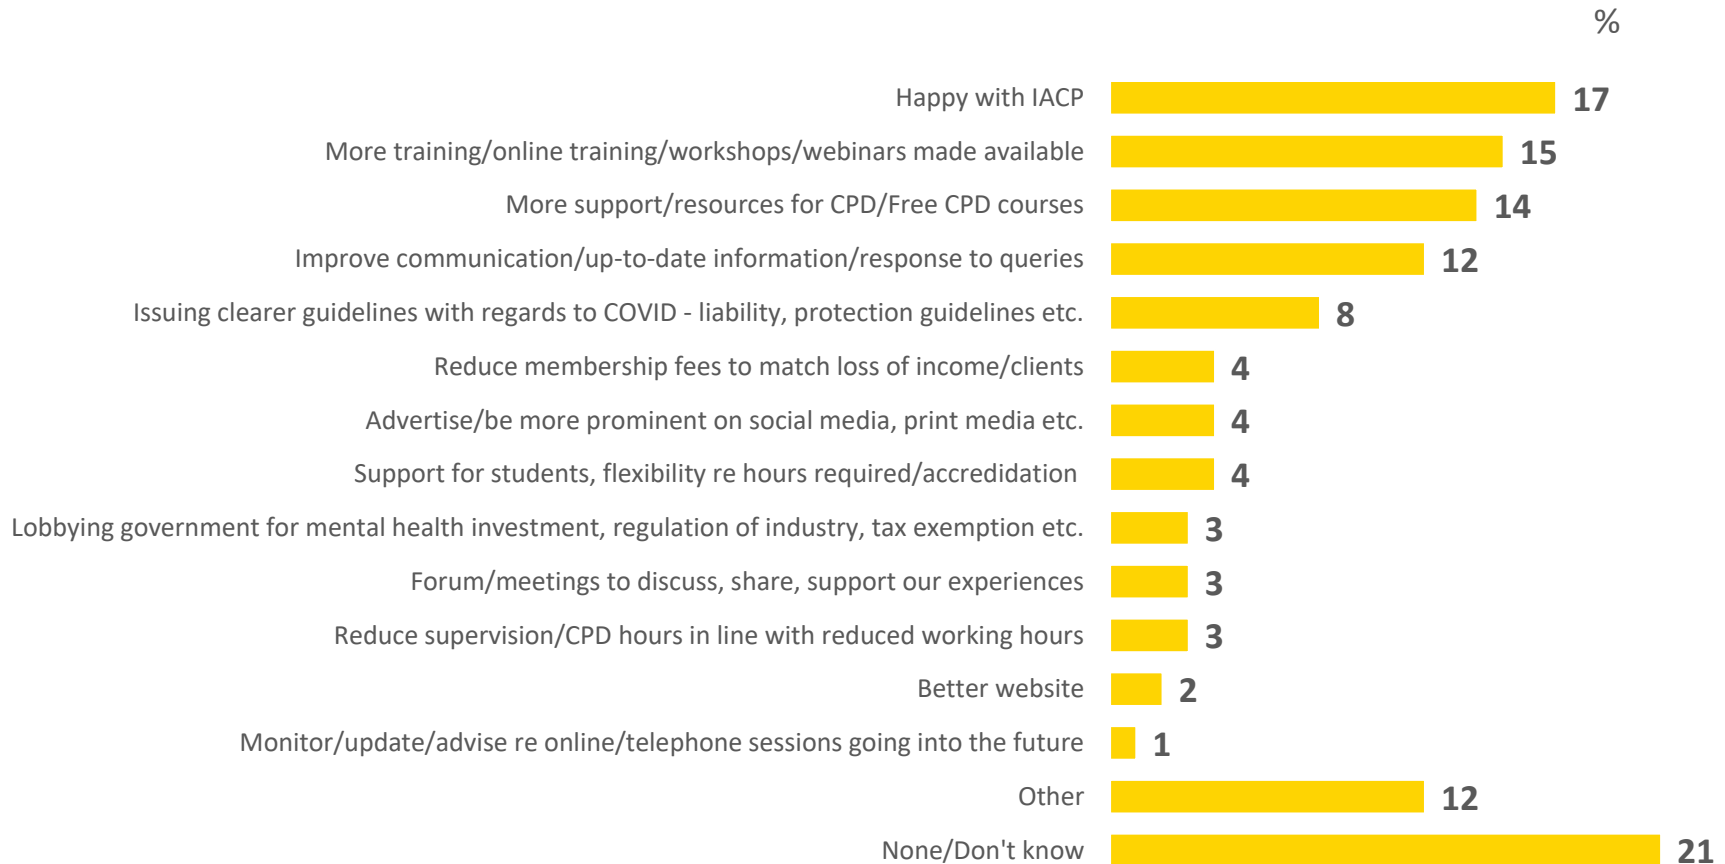 %
Happy with IACP 17
More training/online training/workshops/webinars made available 15
More support/resources for CPD/Free CPD courses 14
Improve communication/up-to-date information/response to queries 12
Issuing clearer guidelines with regards to COVID - liability, protection guidelines etc. 8
Reduce membership fees to match loss of income/clients 4
Advertise/be more prominent on social media, print media etc. 4
Support for students, flexibility re hours required/accredidation 4
Lobbying government for mental health investment, regulation of industry, tax exemption etc. 3
Forum/meetings to discuss, share, support our experiences 3
Reduce supervision/CPD hours in line with reduced working hours 3
Better website 2
Monitor/update/advise re online/telephone sessions going into the future 1
Other 12
None/Don't know 21